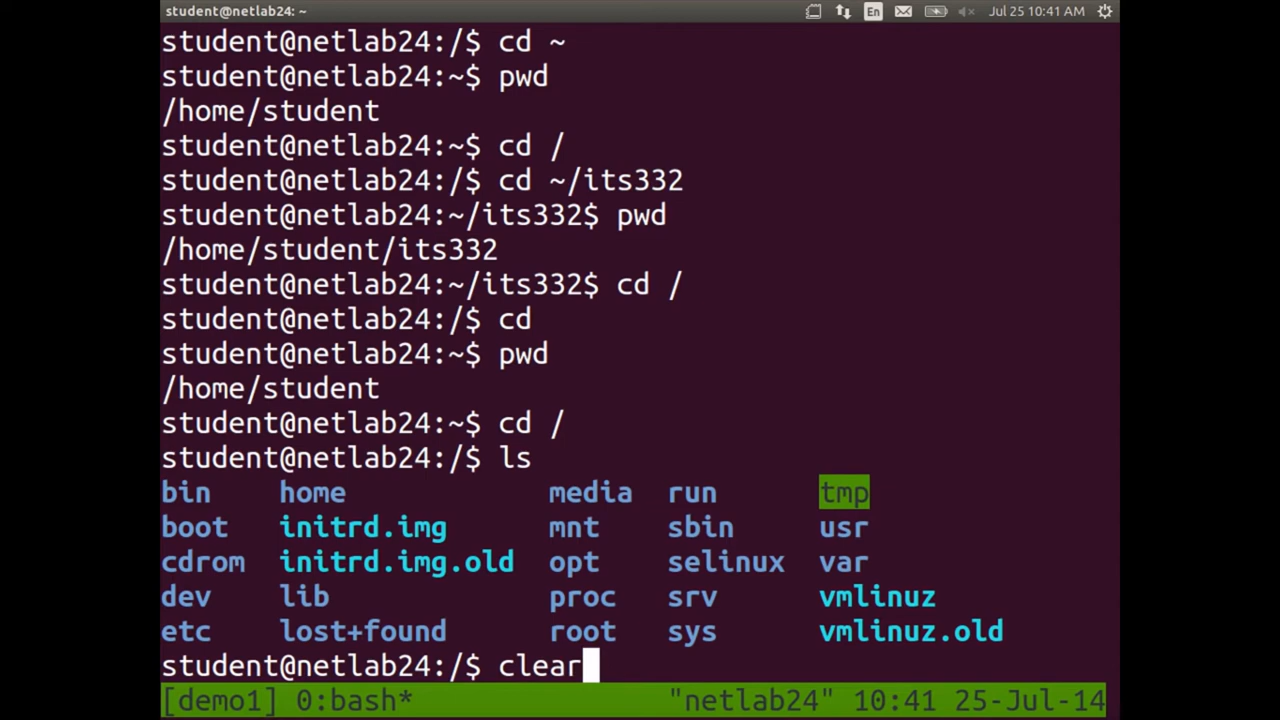 student@netlab24: ~ En Jul 25 10:41 AM
student@netlab24:/$ cd ~
student@netlab24:~$ pwd
/home/student
student@netlab24:~$ cd /
student@netlab24:/$ cd ~/its332
student@netlab24:~/its332$ pwd
/home/student/its332
student@netlab24:~/its332$ cd /
student@netlab24:/$ cd
student@netlab24:~$ pwd
/home/student
student@netlab24:~$ cd /
student@netlab24:/$ ls
bin home media run tmp
boot initrd.img mnt sbin usr
cdrom initrd.img.old opt selinux var
dev lib proc srv vmlinuz
etc lost+found root sys vmlinuz.old
student@netlab24:/$ clear
[demo1] 0:bash* "netlab24" 10:41 25-Jul-14